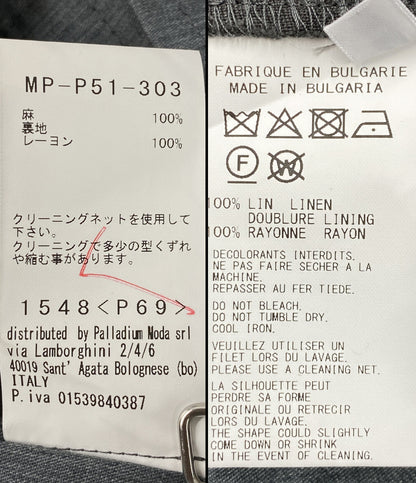 MP-P51-303
麻 100%
裏地
レーヨン 100%
クリーニングネットを使用して
下さい。
クリーニングで多少の型くずれ
や縮む事があります。
1548<P69>
distributed by Palladium Moda srl
via Lamborghini 2/4/6
40019 Sant' Agata Bolognese (bo)
ITALY
P.iva 01539840387
FABRIQUE EN BULGARIE
MADE IN BULGARIA
F
W
100% LIN LINEN
DOUBLURE LINING
100% RAYONNE RAYON
DECOLORANTS INTERDITS.
NE PAS FAIRE SECHER A LA
MACHINE.
REPASSER AU FER TIEDE.
DO NOT BLEACH.
DO NOT TUMBLE DRY.
COOL IRON.
VEUILLEZ UTILISER UN
FILET LORS DU LAVAGE.
PLEASE USE A CLEANING NET.
LA SILHOUETTE PEUT
PERDRE SA FORME
ORIGINALE OU RETRECIR
LORS DU LAVAGE.
THE SHAPE COULD SLIGHTLY
COME DOWN OR SHRINK
IN THE EVENT OF CLEANING.